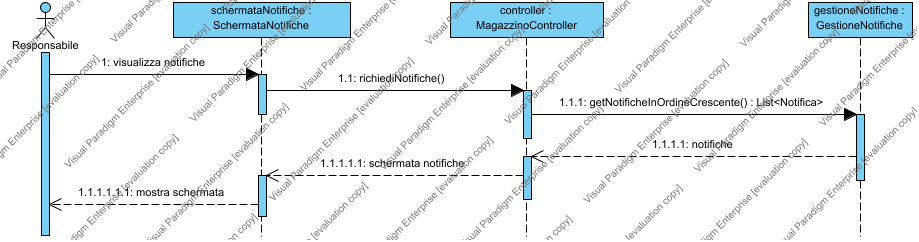 schermataNotifiche :
SchermataNotifiche
controller :
MagazzinoController
gestioneNotifiche :
GestioneNotifiche
Responsabile
1: visualizza notifiche
1.1: richiediNotifiche()
1.1.1: getNotificheInOrdineCrescente() : List<Notifica>
1.1.1.1: notifiche
1.1.1.1.1: schermata notifiche
1.1.1.1.1.1: mostra schermata
Visual Paradigm Enterprise [evaluation copy]